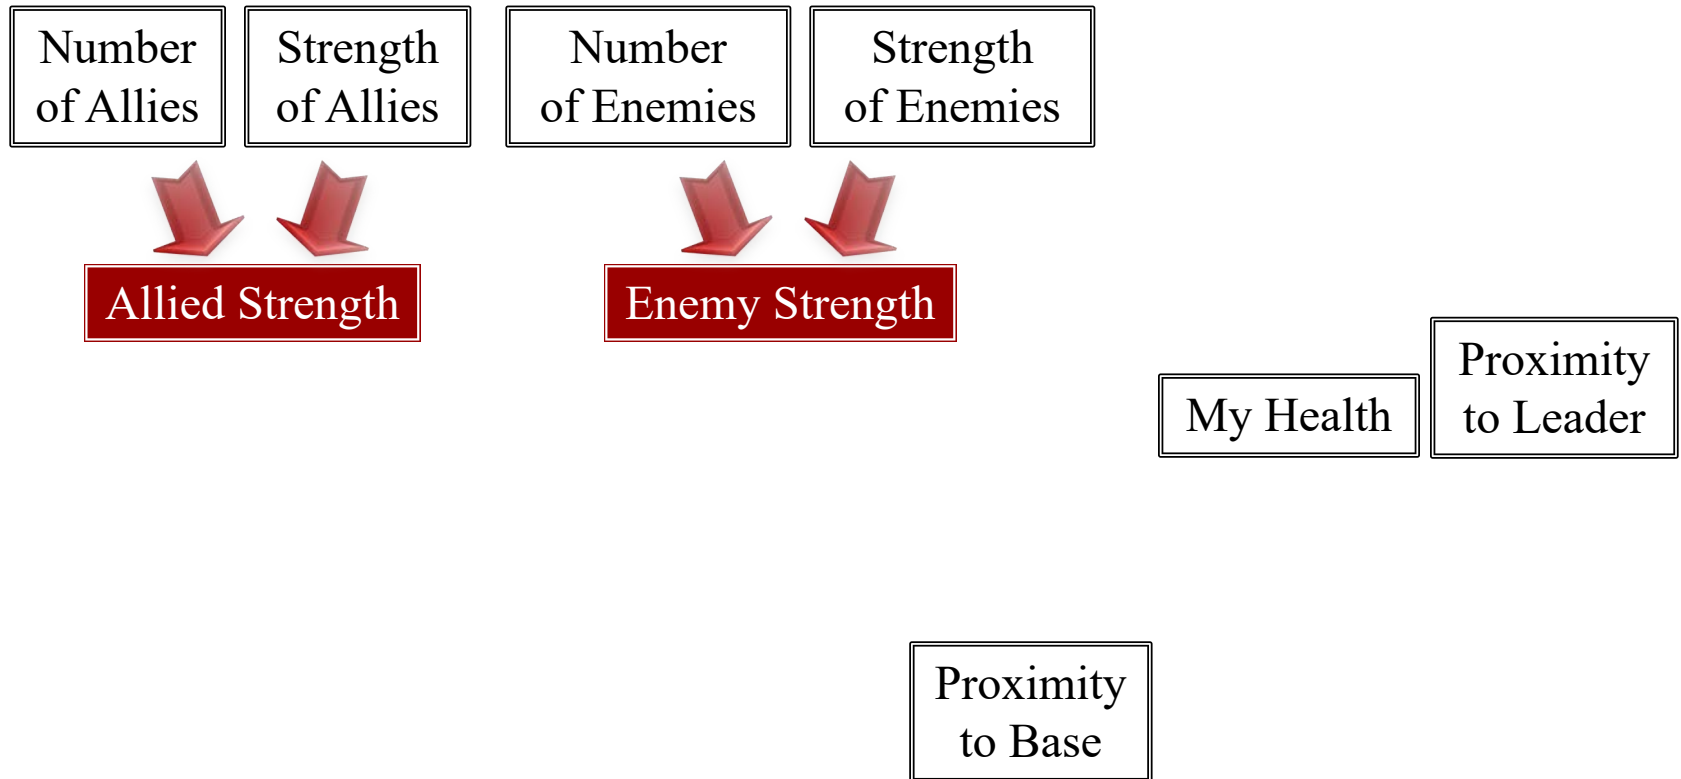 Number
of Allies
Strength
of Allies
Number
of Enemies
Strength
of Enemies
Allied Strength
Enemy Strength
My Health
Proximity
to Leader
Proximity
to Base